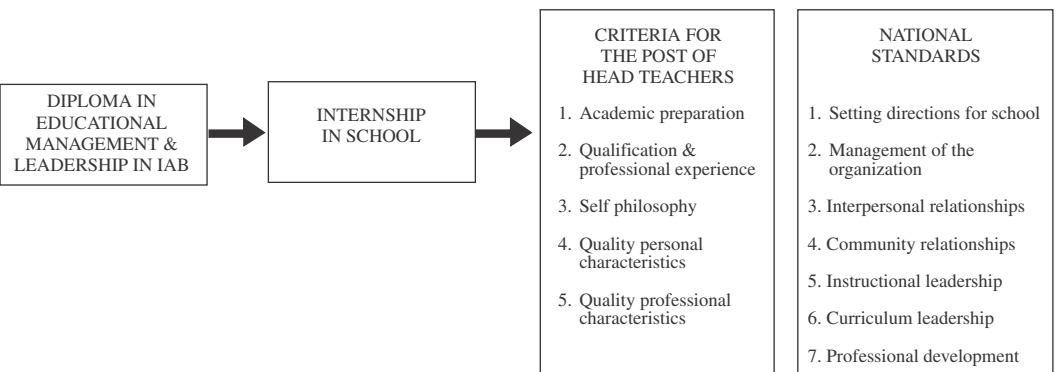 DIPLOMA IN
EDUCATIONAL
MANAGEMENT &
LEADERSHIP IN IAB
INTERNSHIP
IN SCHOOL
CRITERIA FOR
THE POST OF
HEAD TEACHERS
1. Academic preparation
2. Qualification &
professional experience
3. Self philosophy
4. Quality personal
characteristics
5. Quality professional
characteristics
NATIONAL
STANDARDS
1. Setting directions for school
2. Management of the
organization
3. Interpersonal relationships
4. Community relationships
5. Instructional leadership
6. Curriculum leadership
7. Professional development